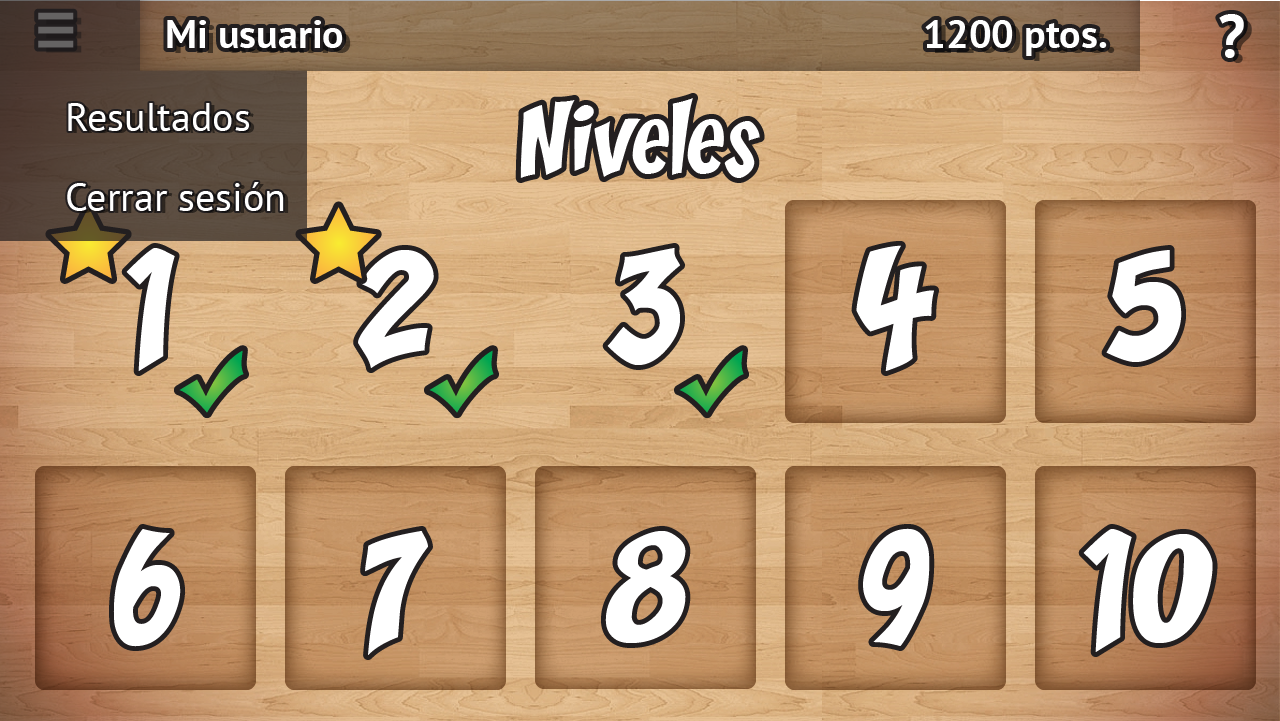 Mi usuario
1200 ptos.
?
Resultados
Cerrar sesión
Niveles
1
2
3
4
5
6
7
8
9
10